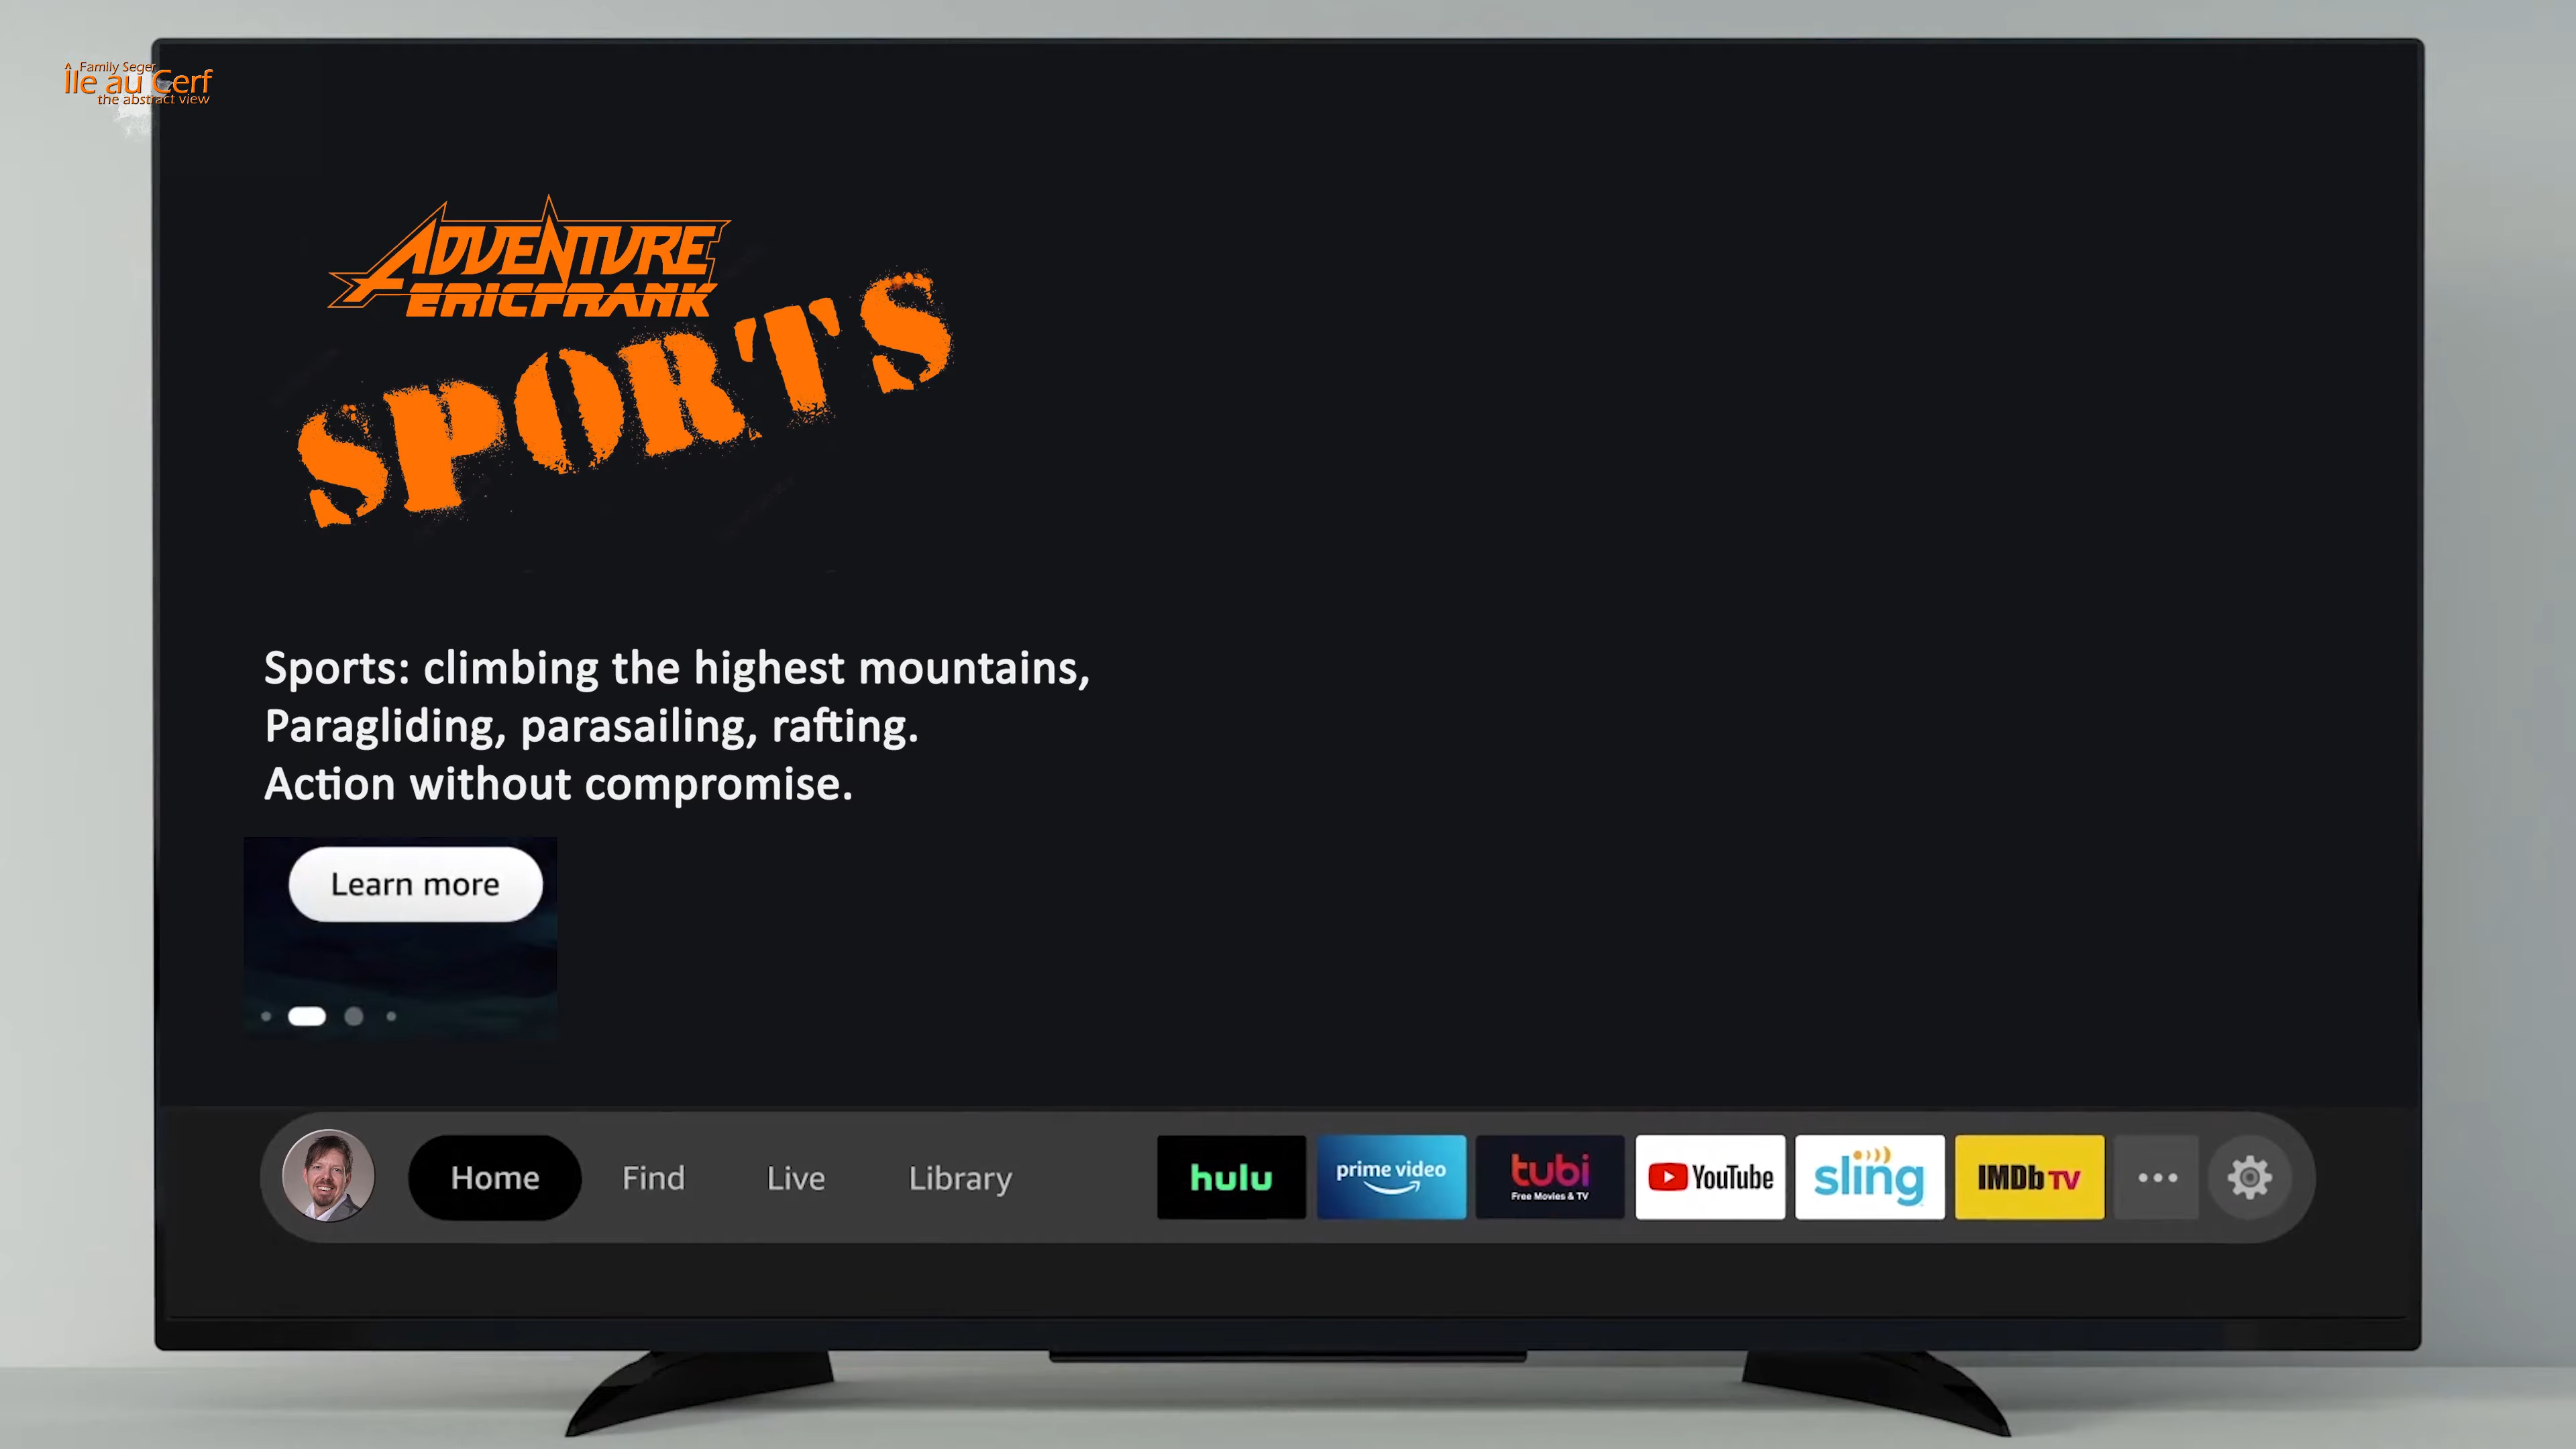 Family Seger
Île au Cerf
the abstract view
ADVENTURE
ERICFRANK
SPORTS
Sports: climbing the highest mountains,
Paragliding, parasailing, rafting.
Action without compromise.
Learn more
Home Find Live Library hulu prime video tubi YouTube sling IMDb TV
Free Movies & TV